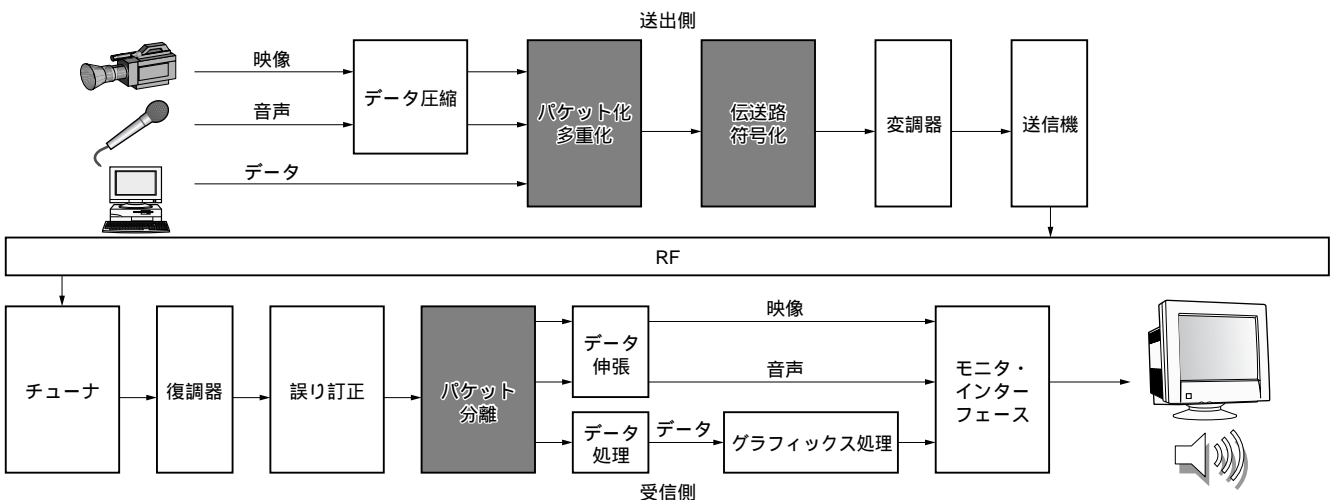 送出側
映像
音声
データ
データ圧縮
パケット化
多重化
伝送路
符号化
変調器
送信機
RF
チューナ
復調器
誤り訂正
パケット
分離
データ
伸張
データ
処理
映像
音声
データ
グラフィックス処理
モニタ・
インター
フェース
受信側